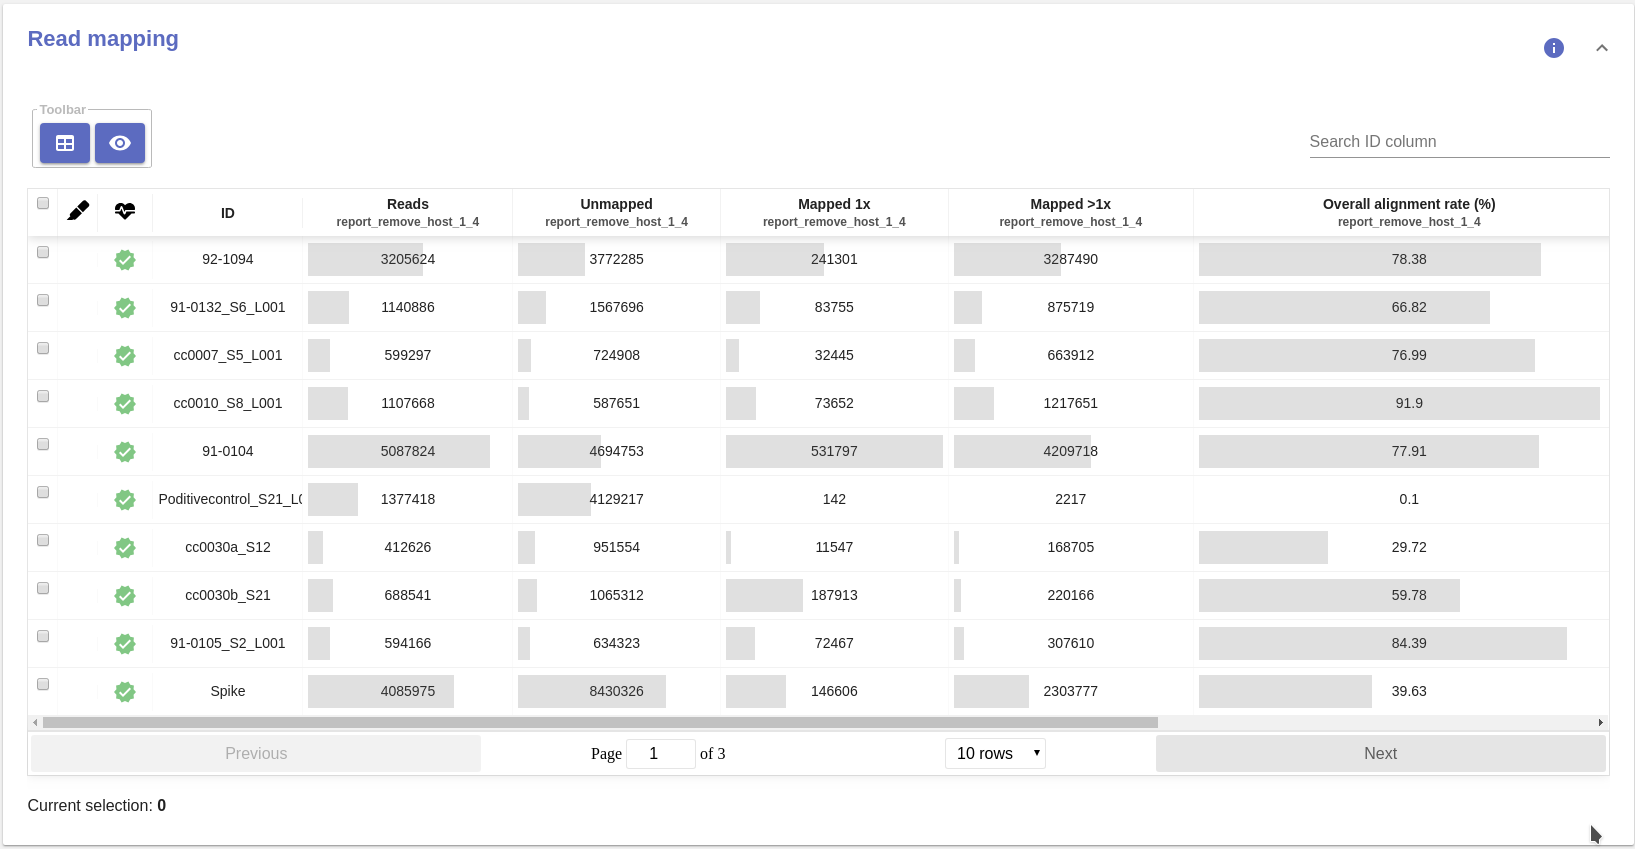 Read mapping
Toolbar
Search ID column
ID Reads Unmapped Mapped 1x Mapped >1x Overall alignment rate (%)
report_remove_host_1_4 report_remove_host_1_4 report_remove_host_1_4 report_remove_host_1_4 report_remove_host_1_4
92-1094 3205624 3772285 241301 3287490 78.38
91-0132_S6_L001 1140886 1567696 83755 875719 66.82
cc0007_S5_L001 599297 724908 32445 663912 76.99
cc0010_S8_L001 1107668 587651 73652 1217651 91.9
91-0104 5087824 4694753 531797 4209718 77.91
Poditivecontrol_S21_L0 1377418 4129217 142 2217 0.1
cc0030a_S12 412626 951554 11547 168705 29.72
cc0030b_S21 688541 1065312 187913 220166 59.78
91-0105_S2_L001 594166 634323 72467 307610 84.39
Spike 4085975 8430326 146606 2303777 39.63
Previous Page 1 of 3 10 rows Next
Current selection: 0